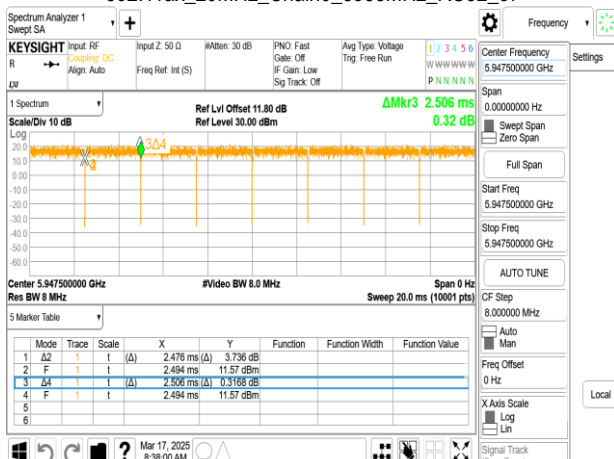 Spectrum Analyzer 1
Swept SA
Frequency
Settings
KEYSIGHT
R
LXI
Input: RF
Coupling: DC
Align: Auto
Input Z: 50 Ω
Freq Ref: Int (S)
#Atten: 30 dB
PNO: Fast
Gate: Off
IF Gain: Low
Sig Track: Off
Avg Type: Voltage
Trig: Free Run
1 2 3 4 5 6
W W W W W W
P N N N N N
1 Spectrum
Scale/Div 10 dB
Ref Lvl Offset 11.80 dB
Ref Level 30.00 dBm
ΔMkr3 2.506 ms
0.32 dB
Log
20.0
10.0
0.00
-10.0
-20.0
-30.0
-40.0
-50.0
-60.0
3Δ4
Center 5.947500000 GHz
Res BW 8 MHz
#Video BW 8.0 MHz
Span 0 Hz
Sweep 20.0 ms (10001 pts)
5 Marker Table
Mode Trace Scale X Y Function Function Width Function Value
1 Δ2 1 t (Δ) 2.476 ms (Δ) 3.736 dB
2 F 1 t 2.494 ms 11.57 dBm
3 Δ4 1 t (Δ) 2.506 ms (Δ) 0.3168 dB
4 F 1 t 2.494 ms 11.57 dBm
5
6
Mar 17, 2025
8:38:00 AM
Center Frequency
5.947500000 GHz
Span
0.00000000 Hz
Swept Span
Zero Span
Full Span
Start Freq
5.947500000 GHz
Stop Freq
5.947500000 GHz
AUTO TUNE
CF Step
8.000000 MHz
Auto
Man
Freq Offset
0 Hz
X Axis Scale
Log
Lin
Signal Track
Local